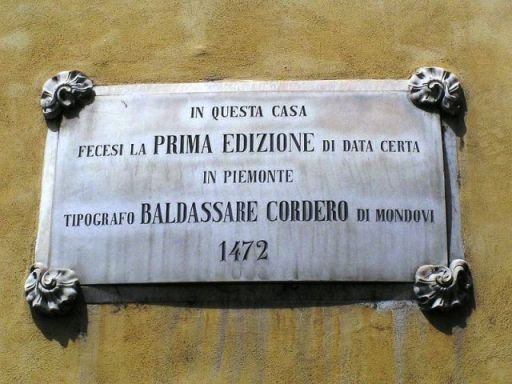 IN QUESTA CASA
FECESI LA PRIMA EDIZIONE DI DATA CERTA
IN PIEMONTE
TIPOGRAFO BALDASSARE CORDERO DI MONDOVI
1472